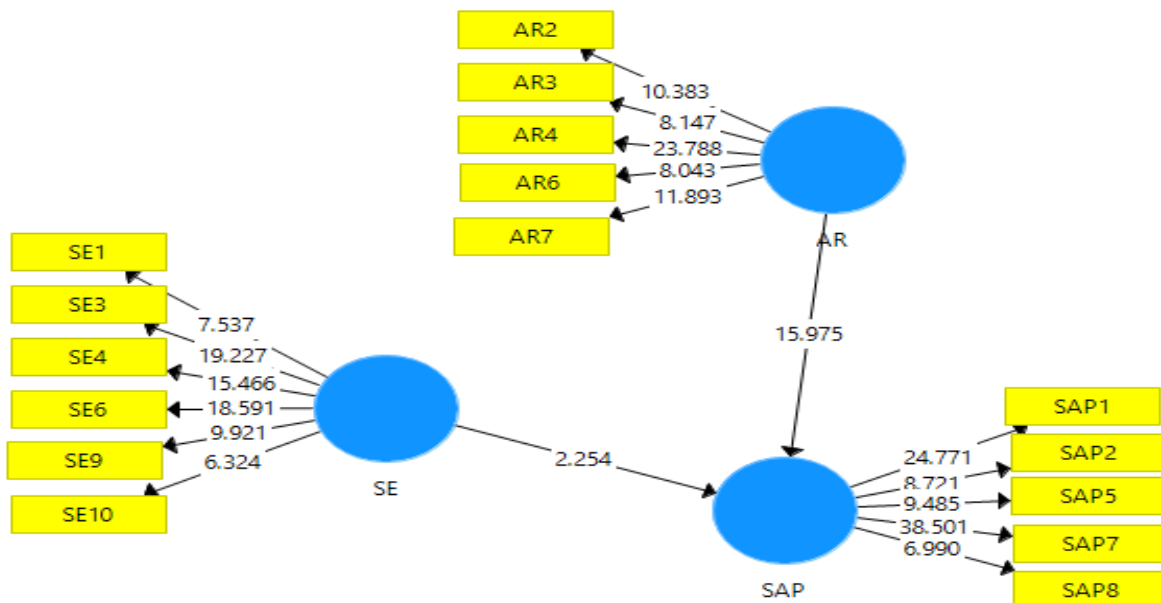 AR2
AR3
AR4
AR6
AR7
10.383
8.147
23.788
8.043
11.893
AR
15.975
SE1
SE3
SE4
SE6
SE9
SE10
7.537
19.227
15.466
18.591
9.921
6.324
SE
2.254
SAP
24.771
8.721
9.485
38.501
6.990
SAP1
SAP2
SAP5
SAP7
SAP8